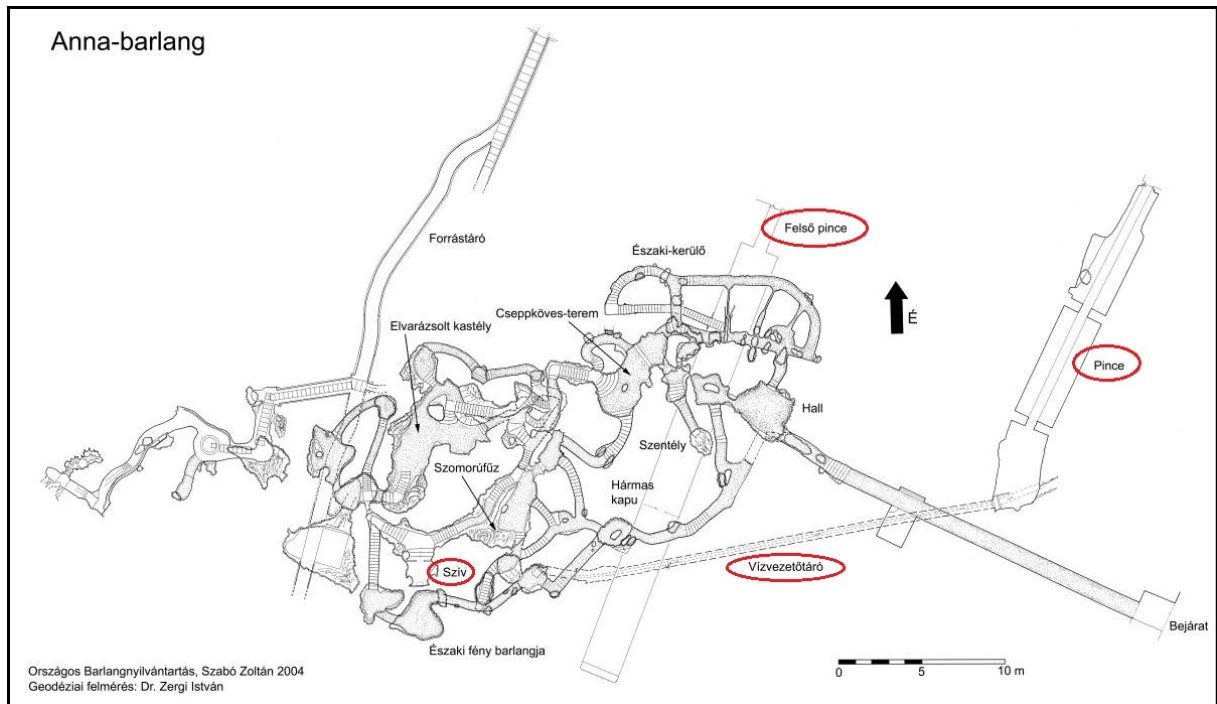 Anna-barlang
Felső pince
Forrástáró
Északi-kerülő
Cseppköves-terem
É
Elvarázsolt kastély
Pince
Hall
Szentély
Szomorúfűz
Hármas
kapu
Szív
Vízvezetőtáró
Bejárat
Északi fény barlangja
Országos Barlangnyilvántartás, Szabó Zoltán 2004
Geodéziai felmérés: Dr. Zergi István
0 5 10 m